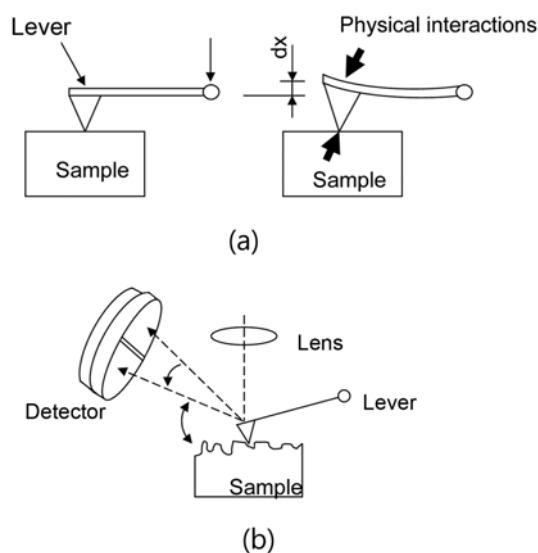 Lever
dx
Physical interactions
Sample
Sample
(a)
Lens
Detector
Lever
Sample
(b)